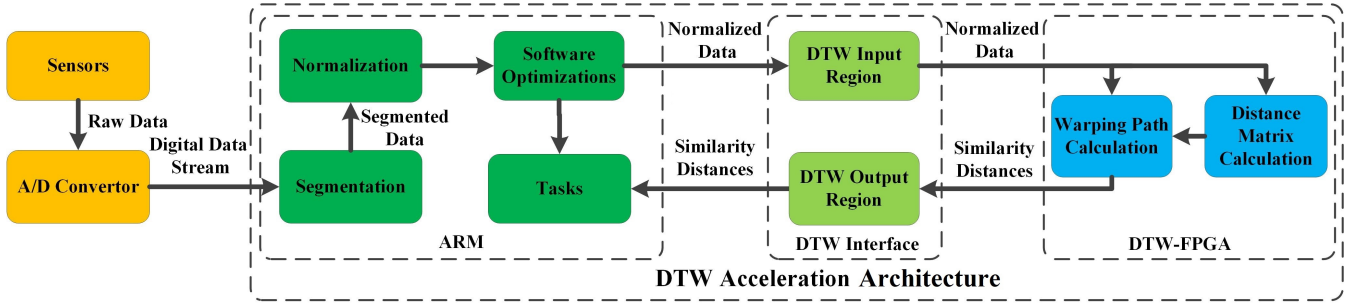 Sensors
Raw Data
A/D Convertor
Digital Data
Stream
Normalization
Segmented
Data
Segmentation
Software
Optimizations
Tasks
ARM
Normalized
Data
Similarity
Distances
DTW Input
Region
DTW Output
Region
DTW Interface
Normalized
Data
Similarity
Distances
Warping Path
Calculation
Distance
Matrix
Calculation
DTW-FPGA
DTW Acceleration Architecture